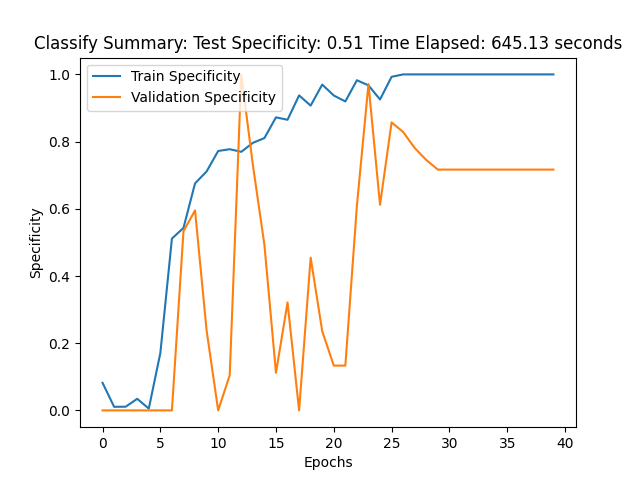 Classify Summary: Test Specificity: 0.51 Time Elapsed: 645.13 seconds
Train Specificity
Validation Specificity
Specificity
1.0
0.8
0.6
0.4
0.2
0.0
0 5 10 15 20 25 30 35 40
Epochs